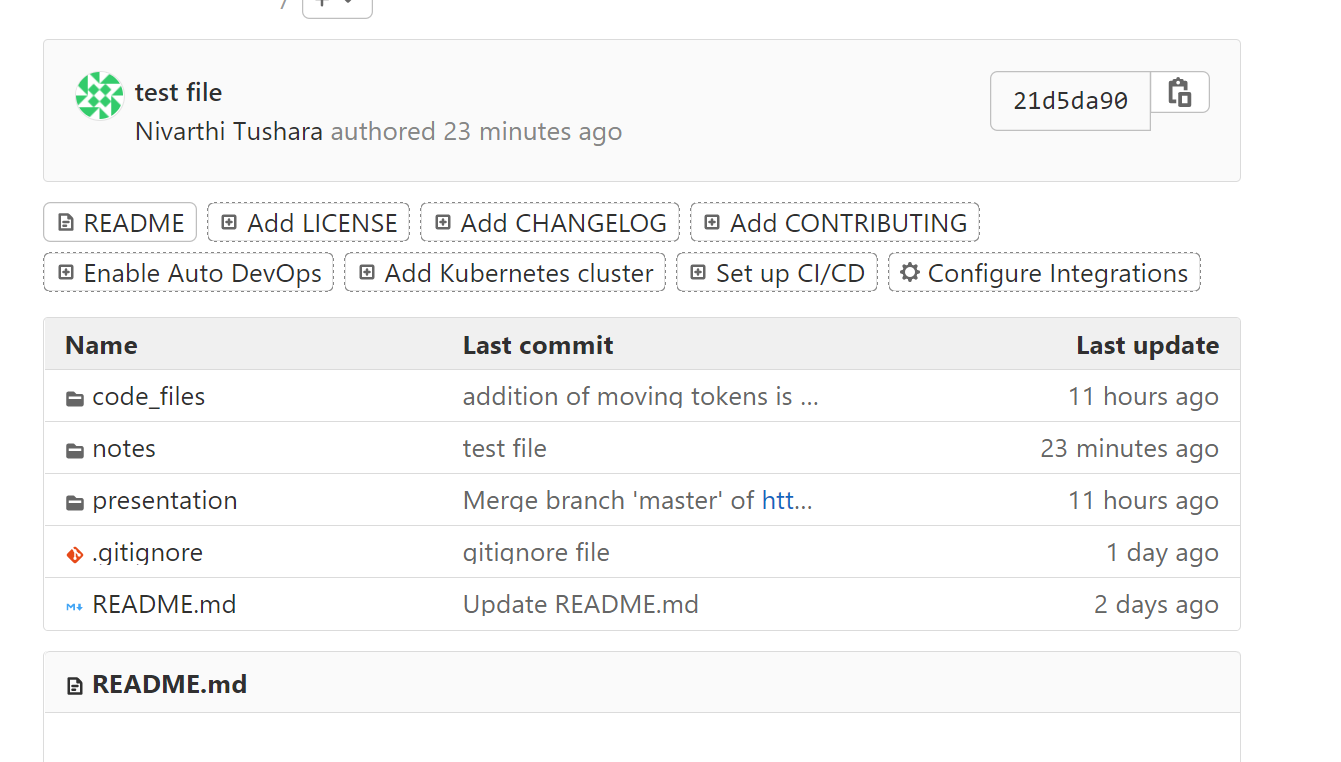 / +
test file
Nivarthi Tushara authored 23 minutes ago
21d5da90
README Add LICENSE Add CHANGELOG Add CONTRIBUTING
Enable Auto DevOps Add Kubernetes cluster Set up CI/CD Configure Integrations
Name Last commit Last update
code_files addition of moving tokens is ... 11 hours ago
notes test file 23 minutes ago
presentation Merge branch 'master' of htt... 11 hours ago
.gitignore gitignore file 1 day ago
M↓ README.md Update README.md 2 days ago
README.md